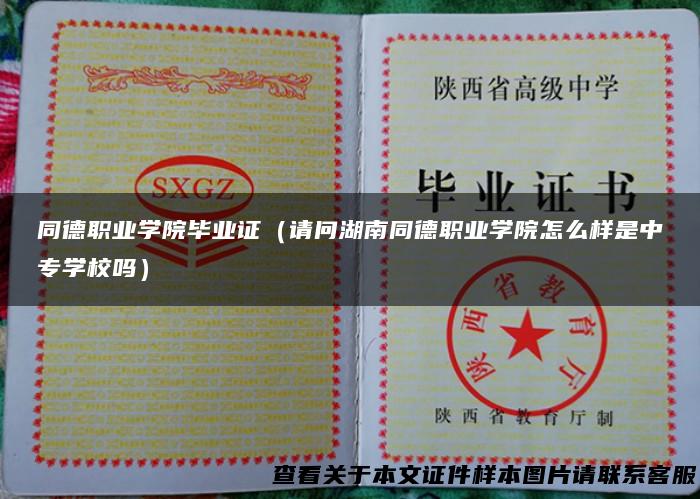 陕西省高级中学
SXGZ
毕业证书
同德职业学院毕业证（请问湖南同德职业学院怎么样是中
专学校吗）
陕西省教育厅
陕西省教育厅制
查看关于本文证件样本图片请联系客服